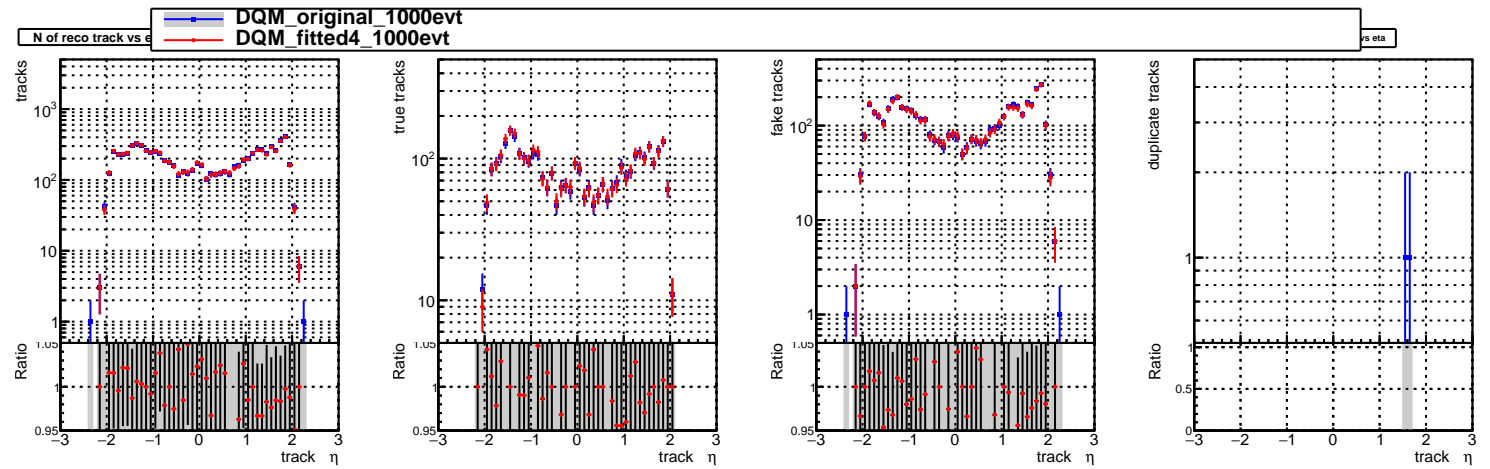 DQM_original_1000evt
DQM_fitted4_1000evt
N of reco track vs e
vs eta
tracks
10³
10²
10
1
Ratio
1.05
1
0.95
−3 −2 −1 0 1 2 3
track η
true tracks
10²
10
Ratio
1.05
1
0.95
−3 −2 −1 0 1 2 3
track η
fake tracks
10²
10
1
Ratio
1.05
1
0.95
−3 −2 −1 0 1 2 3
track η
duplicate tracks
1
Ratio
1
0.5
0
−3 −2 −1 0 1 2 3
track η